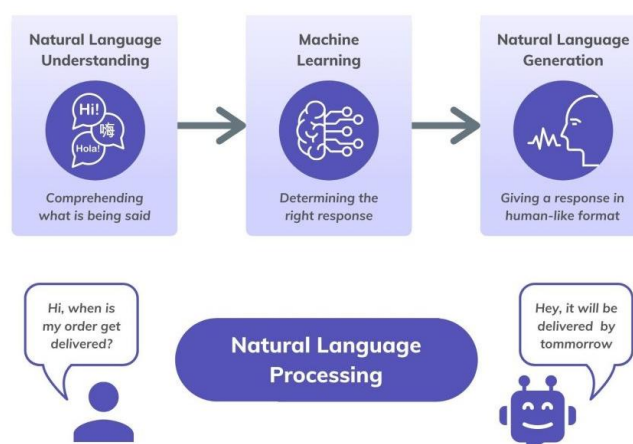 Natural Language
Understanding
Hi!
嗨
Hola!
Comprehending
what is being said
Machine
Learning
Determining the
right response
Natural Language
Generation
Giving a response in
human-like format
Hi, when is
my order get
delivered?
Natural Language
Processing
Hey, it will be
delivered by
tommorrow